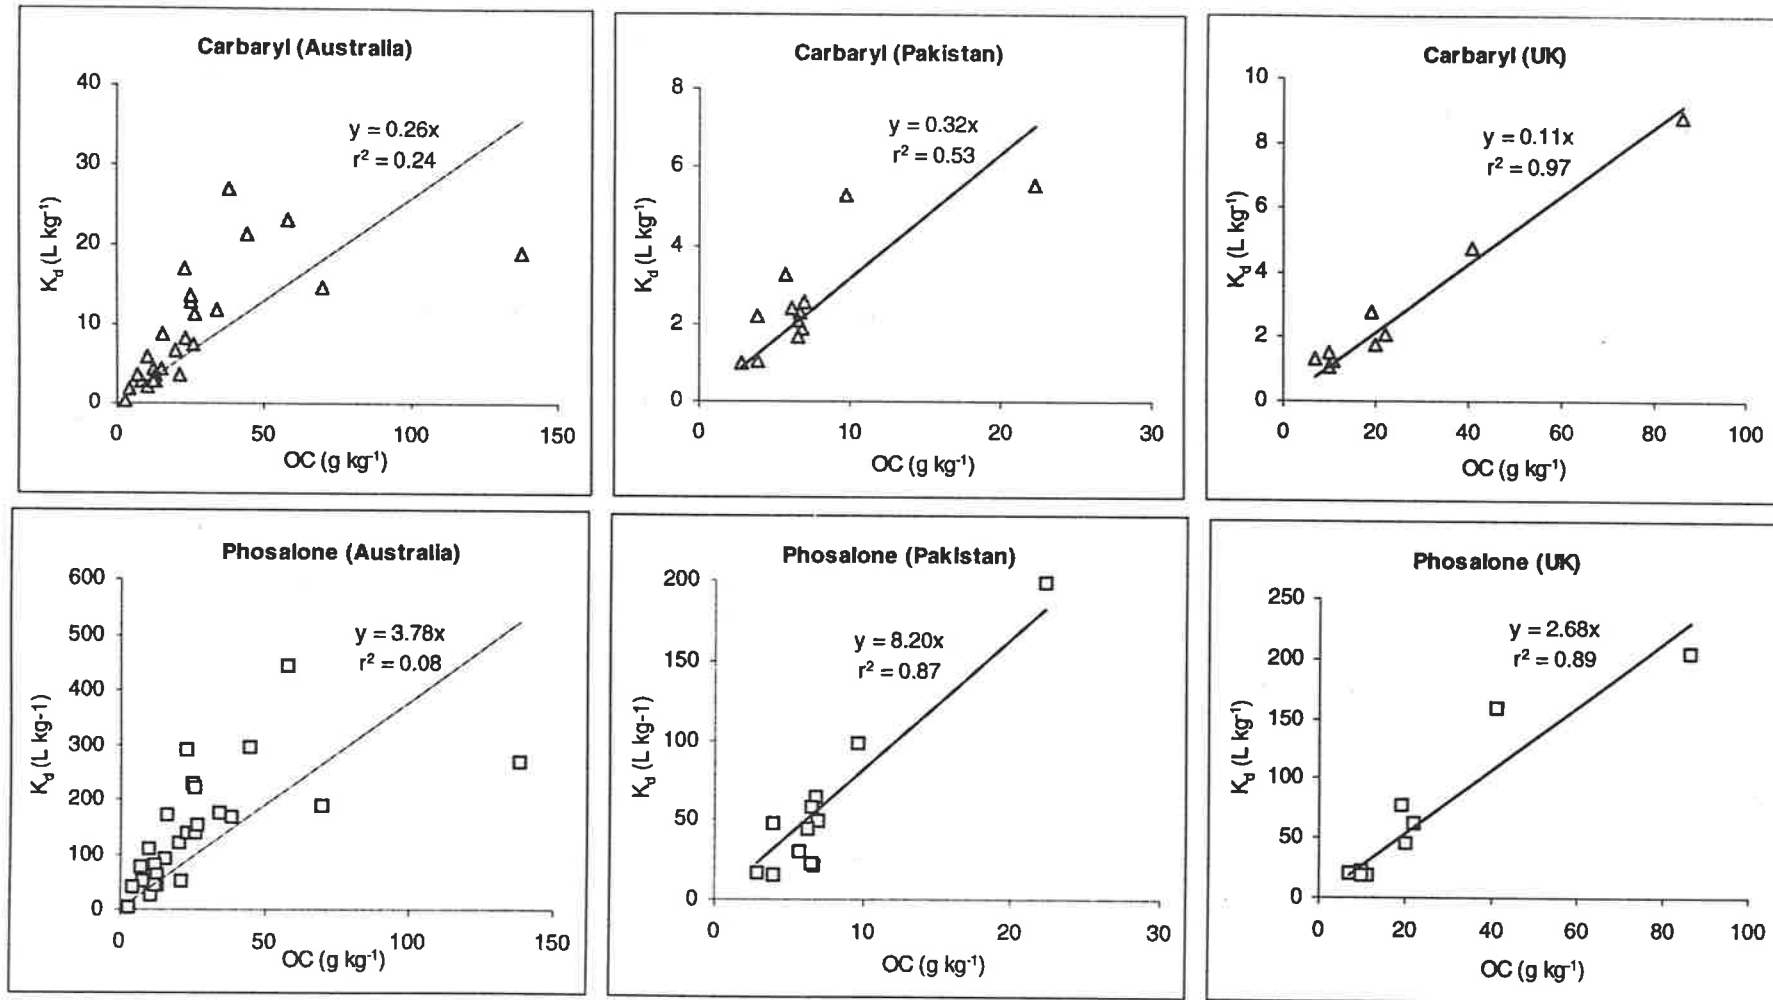 Carbaryl (Australia)
40
30
20
10
0
0
50
100
150
K_d (L kg⁻¹)
OC (g kg⁻¹)
y = 0.26x
r² = 0.24
Carbaryl (Pakistan)
8
6
4
2
0
0
10
20
30
K_d (L kg⁻¹)
OC (g kg⁻¹)
y = 0.32x
r² = 0.53
Carbaryl (UK)
10
8
6
4
2
0
0
20
40
60
80
100
K_d (L kg⁻¹)
OC (g kg⁻¹)
y = 0.11x
r² = 0.97
Phosalone (Australia)
600
500
400
300
200
100
0
0
50
100
150
K_d (L kg⁻¹)
OC (g kg⁻¹)
y = 3.78x
r² = 0.08
Phosalone (Pakistan)
200
150
100
50
0
0
10
20
30
K_d (L kg-1)
OC (g kg⁻¹)
y = 8.20x
r² = 0.87
Phosalone (UK)
250
200
150
100
50
0
0
20
40
60
80
100
K_d (L kg⁻¹)
OC (g kg⁻¹)
y = 2.68x
r² = 0.89